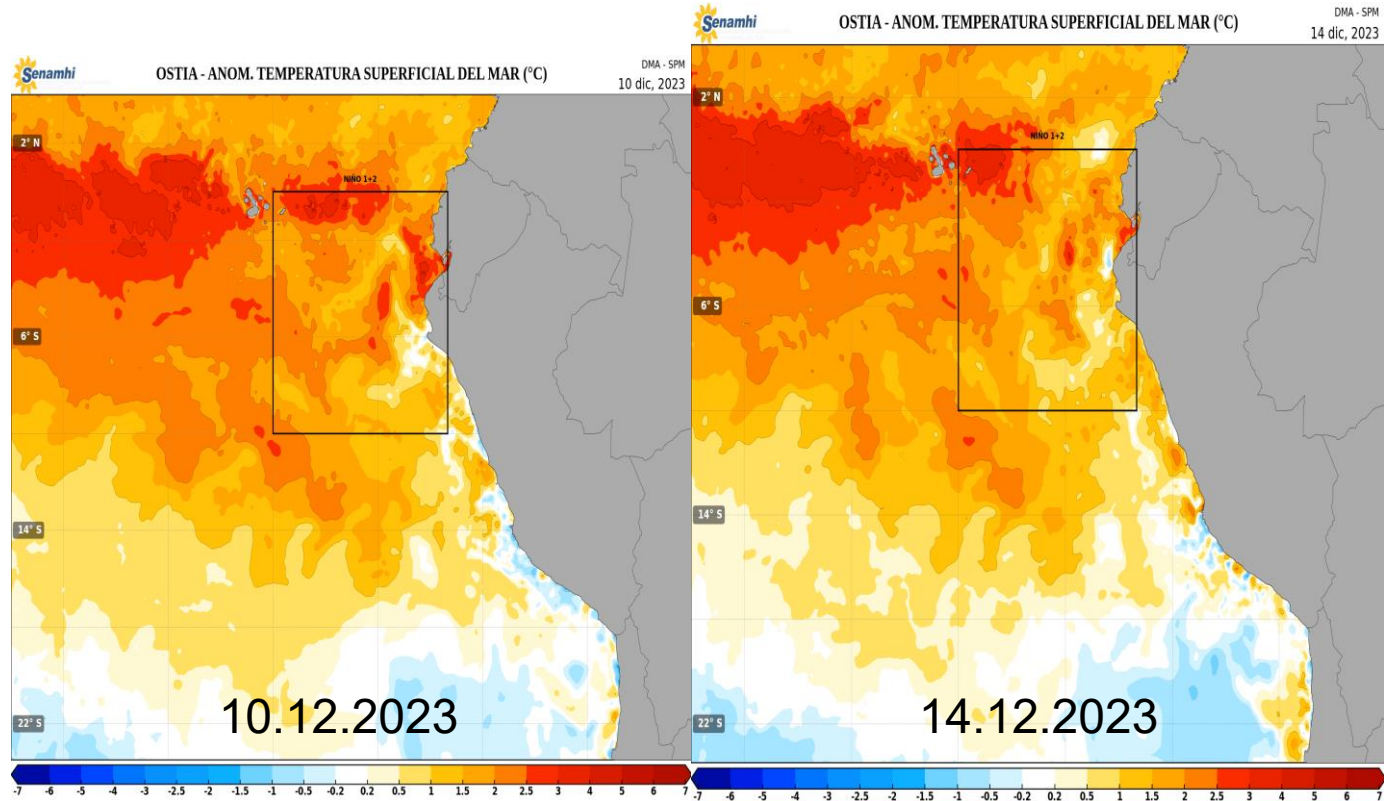 Senamhi
OSTIA - ANOM. TEMPERATURA SUPERFICIAL DEL MAR (°C)
DMA - SPM
10 dic, 2023
2° N
NIÑO 1+2
6° S
14° S
22° S
10.12.2023
-7 -6 -5 -4 -3 -2.5 -2 -1.5 -1 -0.5 -0.2 0.2 0.5 1 1.5 2 2.5 3 4 5 6 7
Senamhi
OSTIA - ANOM. TEMPERATURA SUPERFICIAL DEL MAR (°C)
DMA - SPM
14 dic, 2023
2° N
NIÑO 1+2
6° S
14° S
22° S
14.12.2023
-7 -6 -5 -4 -3 -2.5 -2 -1.5 -1 -0.5 -0.2 0.2 0.5 1 1.5 2 2.5 3 4 5 6 7